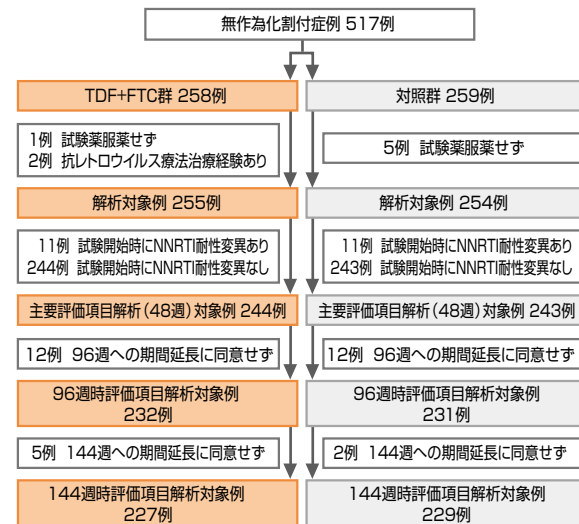 無作為化割付症例 517例
TDF+FTC群 258例
対照群 259例
1例 試験薬服薬せず
2例 抗レトロウイルス療法治療経験あり
5例 試験薬服薬せず
解析対象例 255例
解析対象例 254例
11例 試験開始時にNNRTI耐性変異あり
244例 試験開始時にNNRTI耐性変異なし
11例 試験開始時にNNRTI耐性変異あり
243例 試験開始時にNNRTI耐性変異なし
主要評価項目解析(48週)対象例 244例
主要評価項目解析(48週)対象例 243例
12例 96週への期間延長に同意せず
12例 96週への期間延長に同意せず
96週時評価項目解析対象例
232例
96週時評価項目解析対象例
231例
5例 144週への期間延長に同意せず
2例 144週への期間延長に同意せず
144週時評価項目解析対象例
227例
144週時評価項目解析対象例
229例